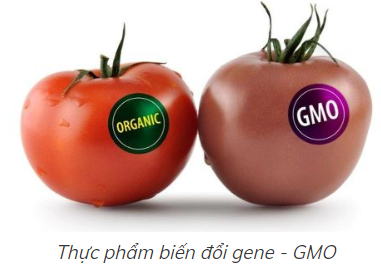 ORGANIC
GMO
Thực phẩm biến đổi gene - GMO